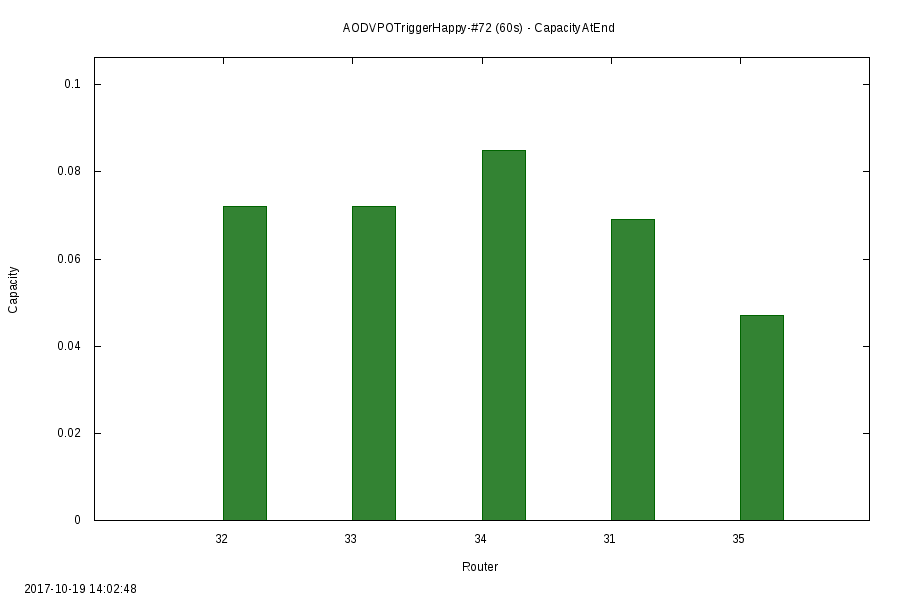 AODVPOTriggerHappy-#72 (60s) - CapacityAtEnd
0.1
0.08
0.06
0.04
0.02
0
Capacity
32 33 34 31 35
Router
2017-10-19 14:02:48